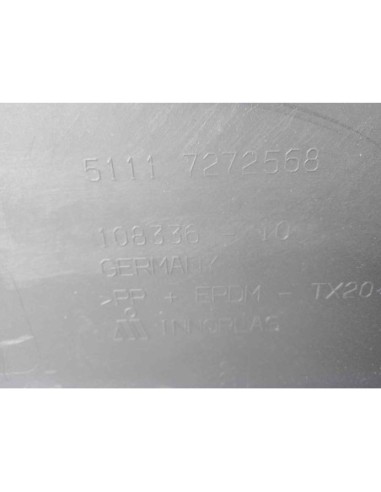 5111 7272568
108336 - 10
GERMANY
>PP + EPDM - TX20<
INNOPLAS